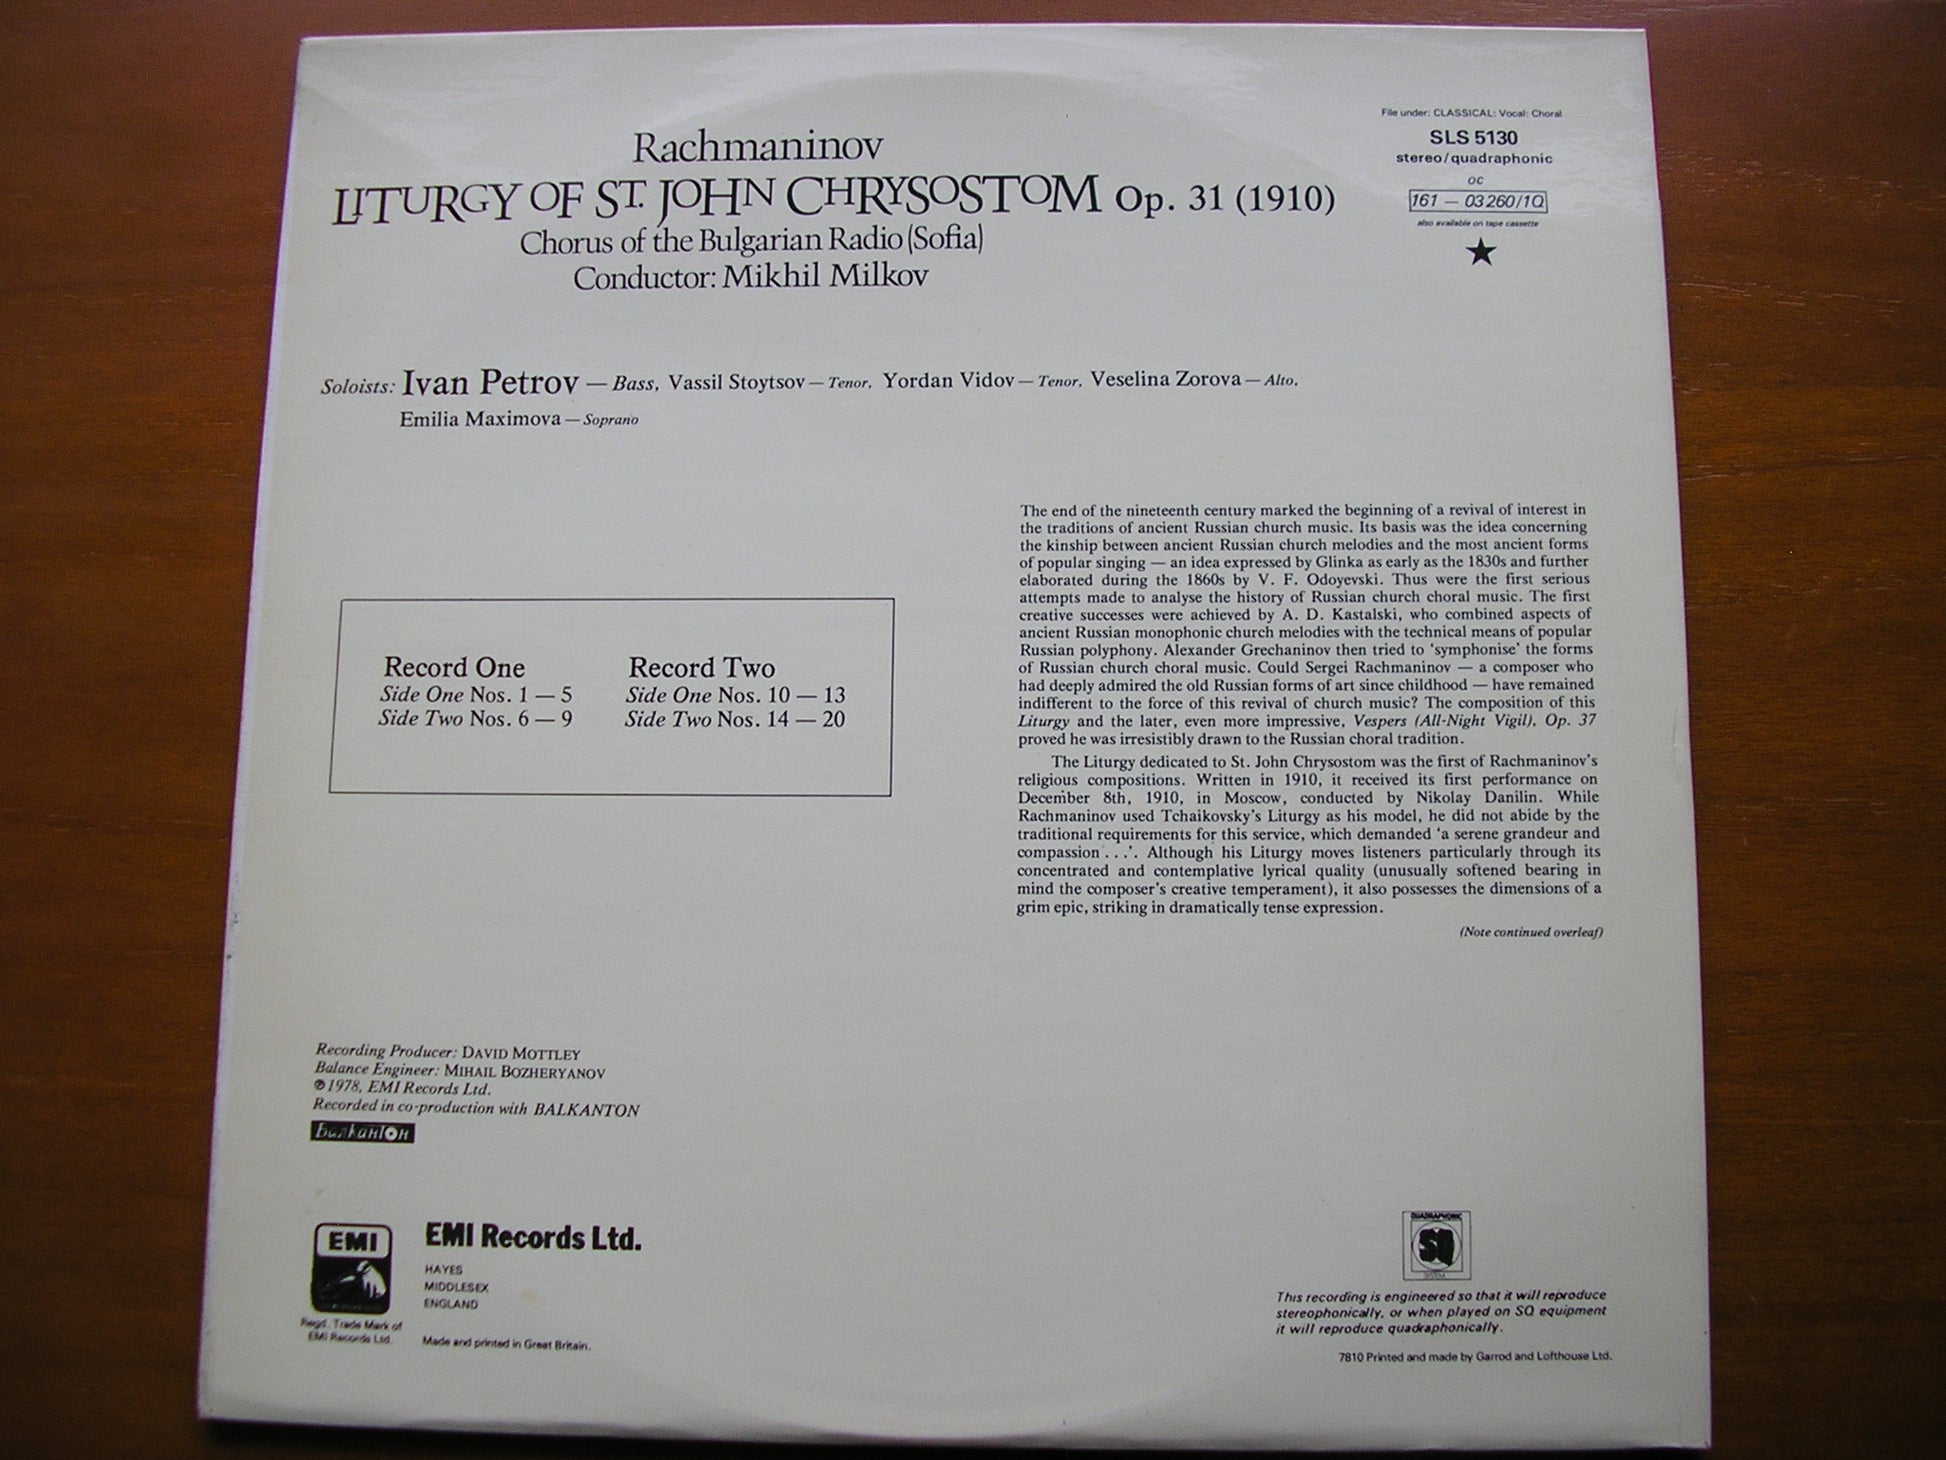 File under: CLASSICAL: Vocal: Choral
SLS 5130
stereo/quadraphonic
OC
161 – 03260/1Q
also available on tape cassette
★
Rachmaninov
LITURGY OF ST. JOHN CHRYSOSTOM Op. 31 (1910)
Chorus of the Bulgarian Radio (Sofia)
Conductor: Mikhil Milkov
Soloists: Ivan Petrov — Bass, Vassil Stoytsov — Tenor, Yordan Vidov — Tenor, Veselina Zorova — Alto,
Emilia Maximova — Soprano
Record One
Side One Nos. 1 — 5
Side Two Nos. 6 — 9
Record Two
Side One Nos. 10 — 13
Side Two Nos. 14 — 20
The end of the nineteenth century marked the beginning of a revival of interest in
the traditions of ancient Russian church music. Its basis was the idea concerning
the kinship between ancient Russian church melodies and the most ancient forms
of popular singing — an idea expressed by Glinka as early as the 1830s and further
elaborated during the 1860s by V. F. Odoyevski. Thus were the first serious
attempts made to analyse the history of Russian church choral music. The first
creative successes were achieved by A. D. Kastalski, who combined aspects of
ancient Russian monophonic church melodies with the technical means of popular
Russian polyphony. Alexander Grechaninov then tried to 'symphonise' the forms
of Russian church choral music. Could Sergei Rachmaninov — a composer who
had deeply admired the old Russian forms of art since childhood — have remained
indifferent to the force of this revival of church music? The composition of this
Liturgy and the later, even more impressive, Vespers (All-Night Vigil), Op. 37
proved he was irresistibly drawn to the Russian choral tradition.
The Liturgy dedicated to St. John Chrysostom was the first of Rachmaninov's
religious compositions. Written in 1910, it received its first performance on
December 8th, 1910, in Moscow, conducted by Nikolay Danilin. While
Rachmaninov used Tchaikovsky's Liturgy as his model, he did not abide by the
traditional requirements for this service, which demanded 'a serene grandeur and
compassion . . .'. Although his Liturgy moves listeners particularly through its
concentrated and contemplative lyrical quality (unusually softened bearing in
mind the composer's creative temperament), it also possesses the dimensions of a
grim epic, striking in dramatically tense expression.
(Note continued overleaf)
Recording Producer: DAVID MOTTLEY
Balance Engineer: MIHAIL BOZHERYANOV
℗ 1978, EMI Records Ltd.
Recorded in co-production with BALKANTON
Балкантон
EMI
Regd. Trade Mark of
EMI Records Ltd.
EMI Records Ltd.
HAYES
MIDDLESEX
ENGLAND
Made and printed in Great Britain.
QUADRAPHONIC
SQ
This recording is engineered so that it will reproduce
stereophonically, or when played on SQ equipment
it will reproduce quadraphonically.
7810 Printed and made by Garrod and Lofthouse Ltd.